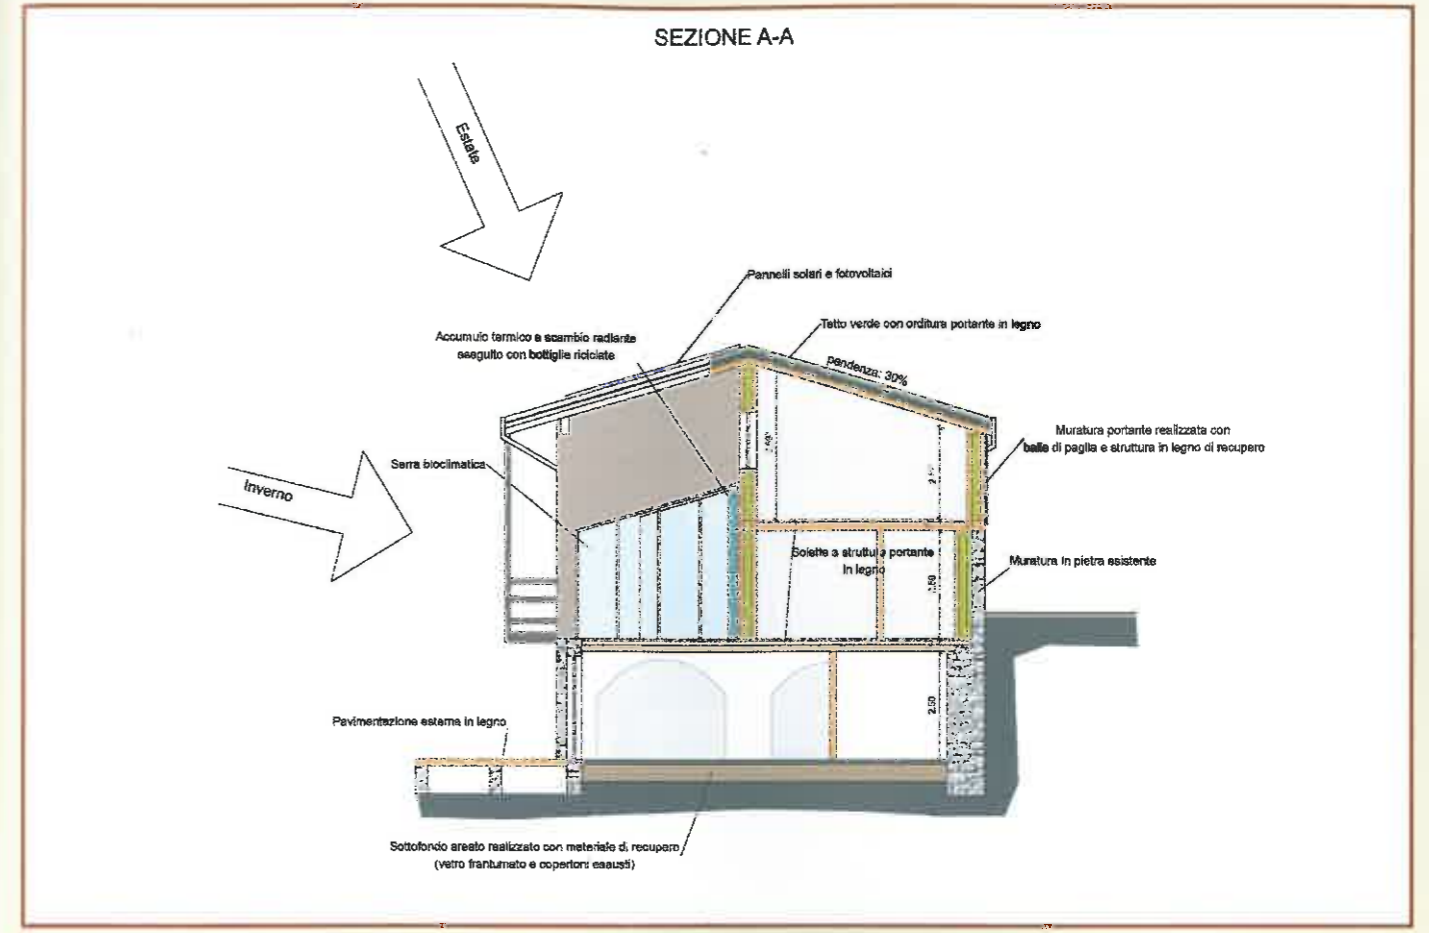 SEZIONE A-A
Estate
Pannelli solari e fotovoltaici
Tetto verde con orditura portante in legno
Accumulo termico a scambio radiante
eseguito con bottiglie riciclate
pendenza: 30%
Muratura portante realizzata con
balle di paglia e struttura in legno di recupero
Serra bioclimatica
Inverno
Solette a struttura portante
in legno
Muratura in pietra esistente
2.50
Pavimentazione esterna in legno
Sottofondo areato realizzato con materiale di recupero
(vetro frantumato e copertoni esausti)